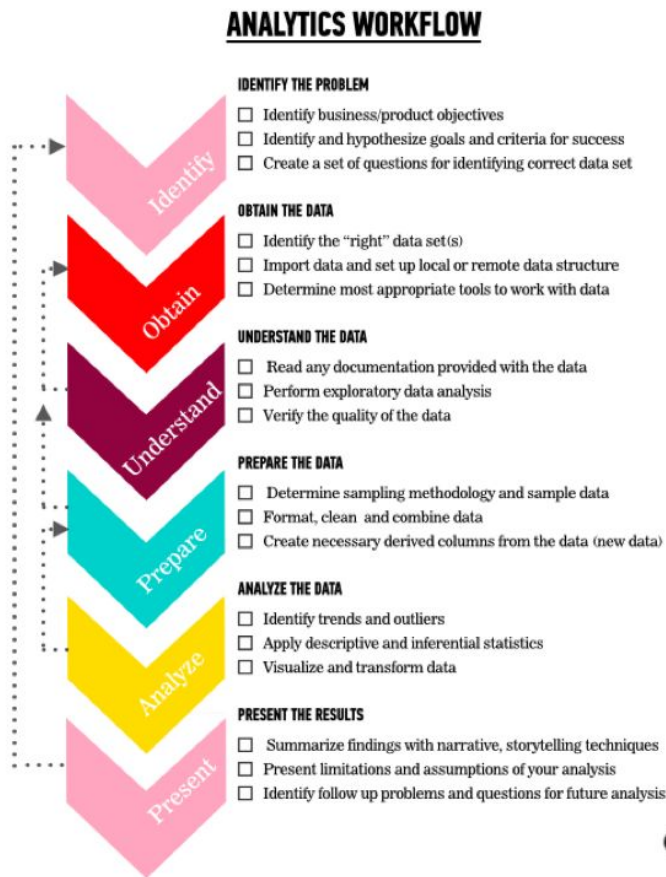 ANALYTICS WORKFLOW
IDENTIFY THE PROBLEM
Identify business/product objectives
Identify and hypothesize goals and criteria for success
Create a set of questions for identifying correct data set
Identify
OBTAIN THE DATA
Identify the “right” data set(s)
Import data and set up local or remote data structure
Determine most appropriate tools to work with data
Obtain
UNDERSTAND THE DATA
Read any documentation provided with the data
Perform exploratory data analysis
Verify the quality of the data
Understand
PREPARE THE DATA
Determine sampling methodology and sample data
Format, clean and combine data
Create necessary derived columns from the data (new data)
Prepare
ANALYZE THE DATA
Identify trends and outliers
Apply descriptive and inferential statistics
Visualize and transform data
Analyze
PRESENT THE RESULTS
Summarize findings with narrative, storytelling techniques
Present limitations and assumptions of your analysis
Identify follow up problems and questions for future analysis
Present